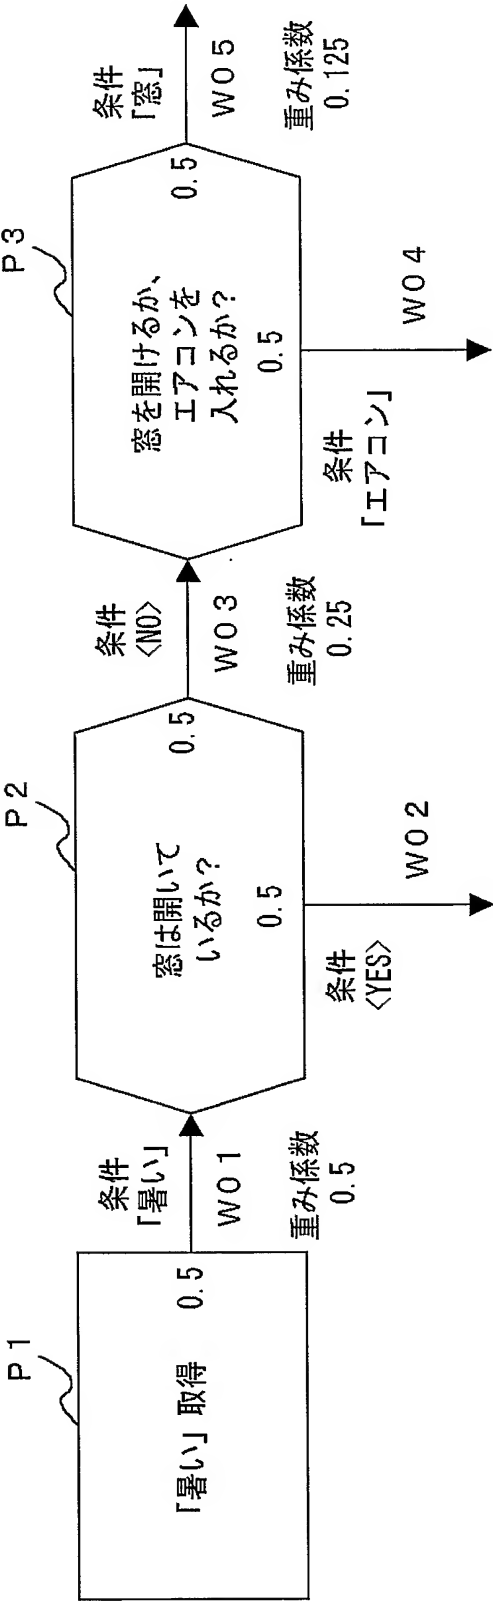 P1
「暑い」取得
0.5
条件
「暑い」
W01
重み係数
0.5
P2
窓は開いて
いるか？
0.5
0.5
条件
<YES>
W02
条件
<NO>
W03
重み係数
0.25
P3
窓を開けるか、
エアコンを
入れるか？
0.5
0.5
条件
「エアコン」
W04
条件
「窓」
W05
重み係数
0.125